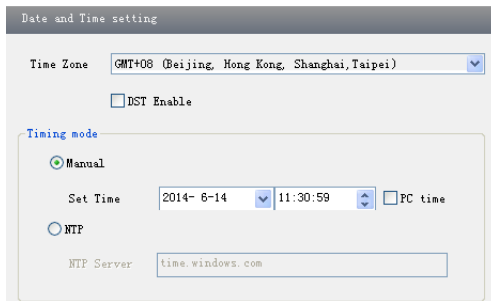 Date and Time setting
Time Zone GMT+08 (Beijing, Hong Kong, Shanghai,Taipei)
DST Enable
Timing mode
Manual
Set Time 2014- 6-14 11:30:59 PC time
NTP
NTP Server time.windows.com